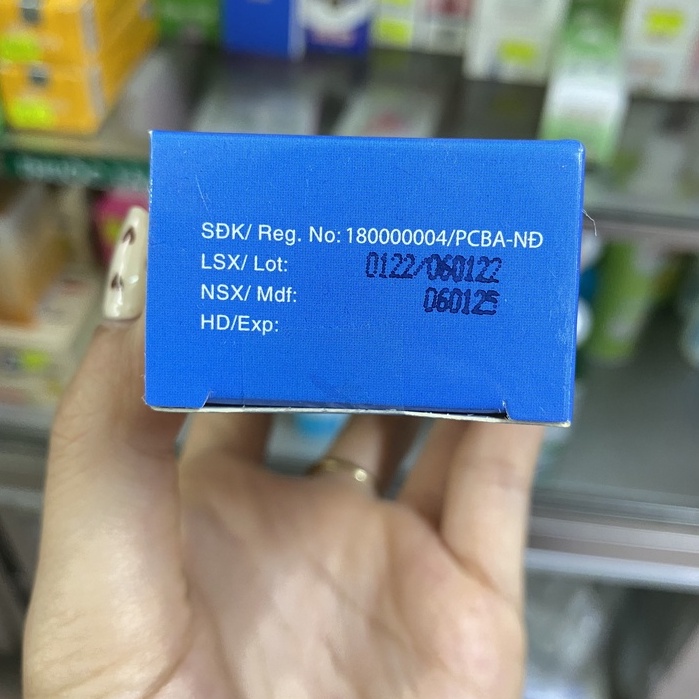 SĐK/ Reg. No: 180000004/PCBA-NĐ
LSX/ Lot: 0122/060122
NSX/ Mdf: 060125
HD/Exp: